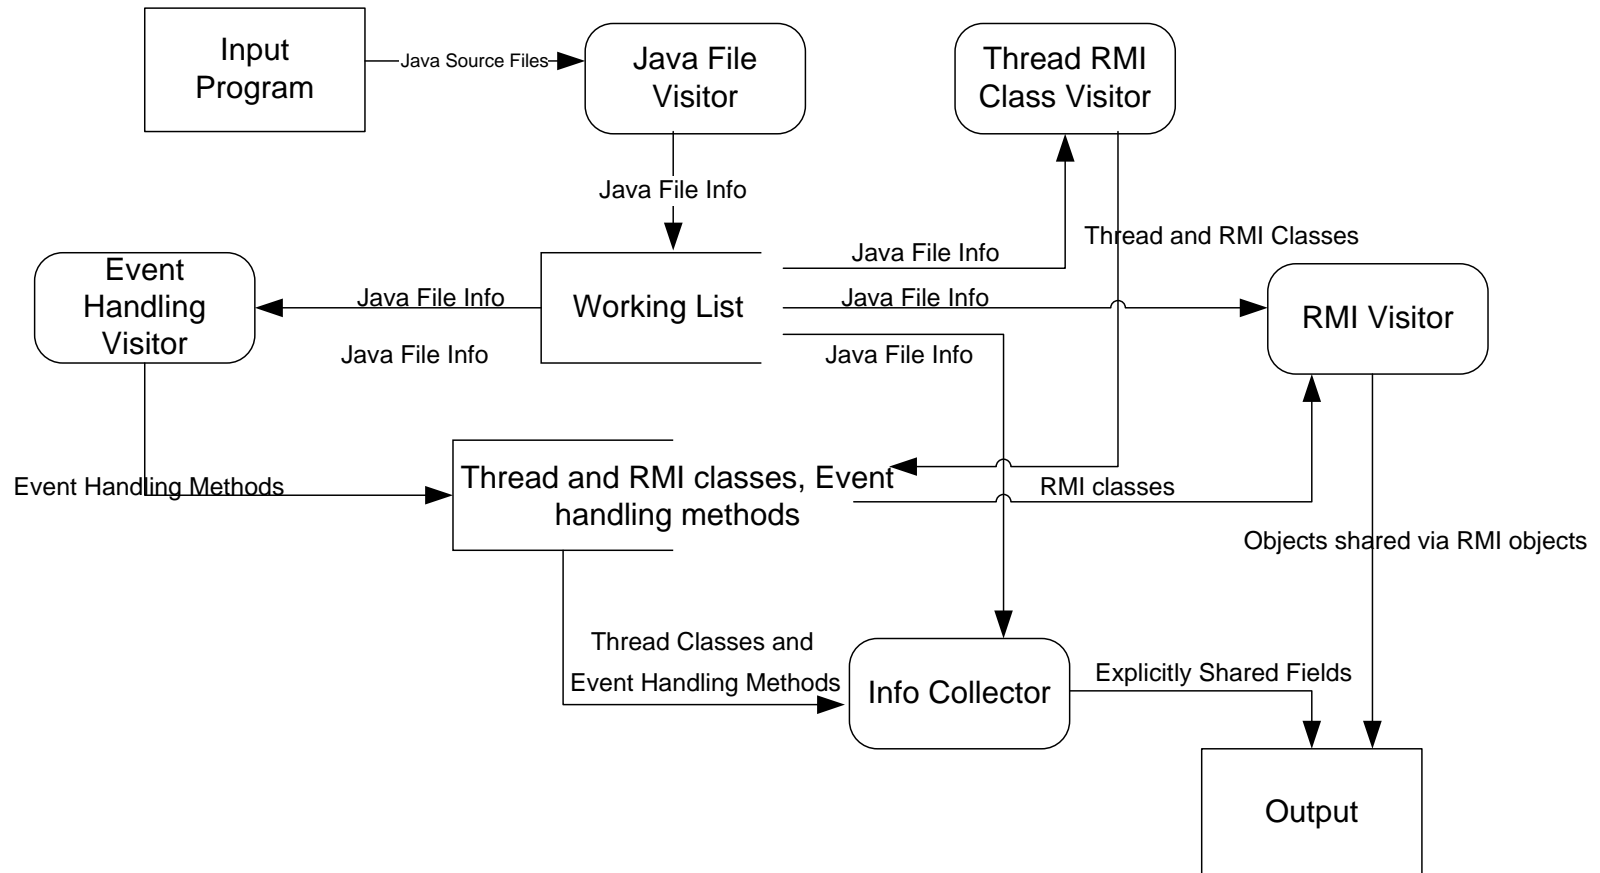 Input
Program
Java Source Files
Java File
Visitor
Thread RMI
Class Visitor
Java File Info
Thread and RMI Classes
Event
Handling
Visitor
Java File Info
Working List
Java File Info
Java File Info
RMI Visitor
Java File Info
Java File Info
Event Handling Methods
Thread and RMI classes, Event
handling methods
RMI classes
Objects shared via RMI objects
Thread Classes and
Event Handling Methods
Info Collector
Explicitly Shared Fields
Output